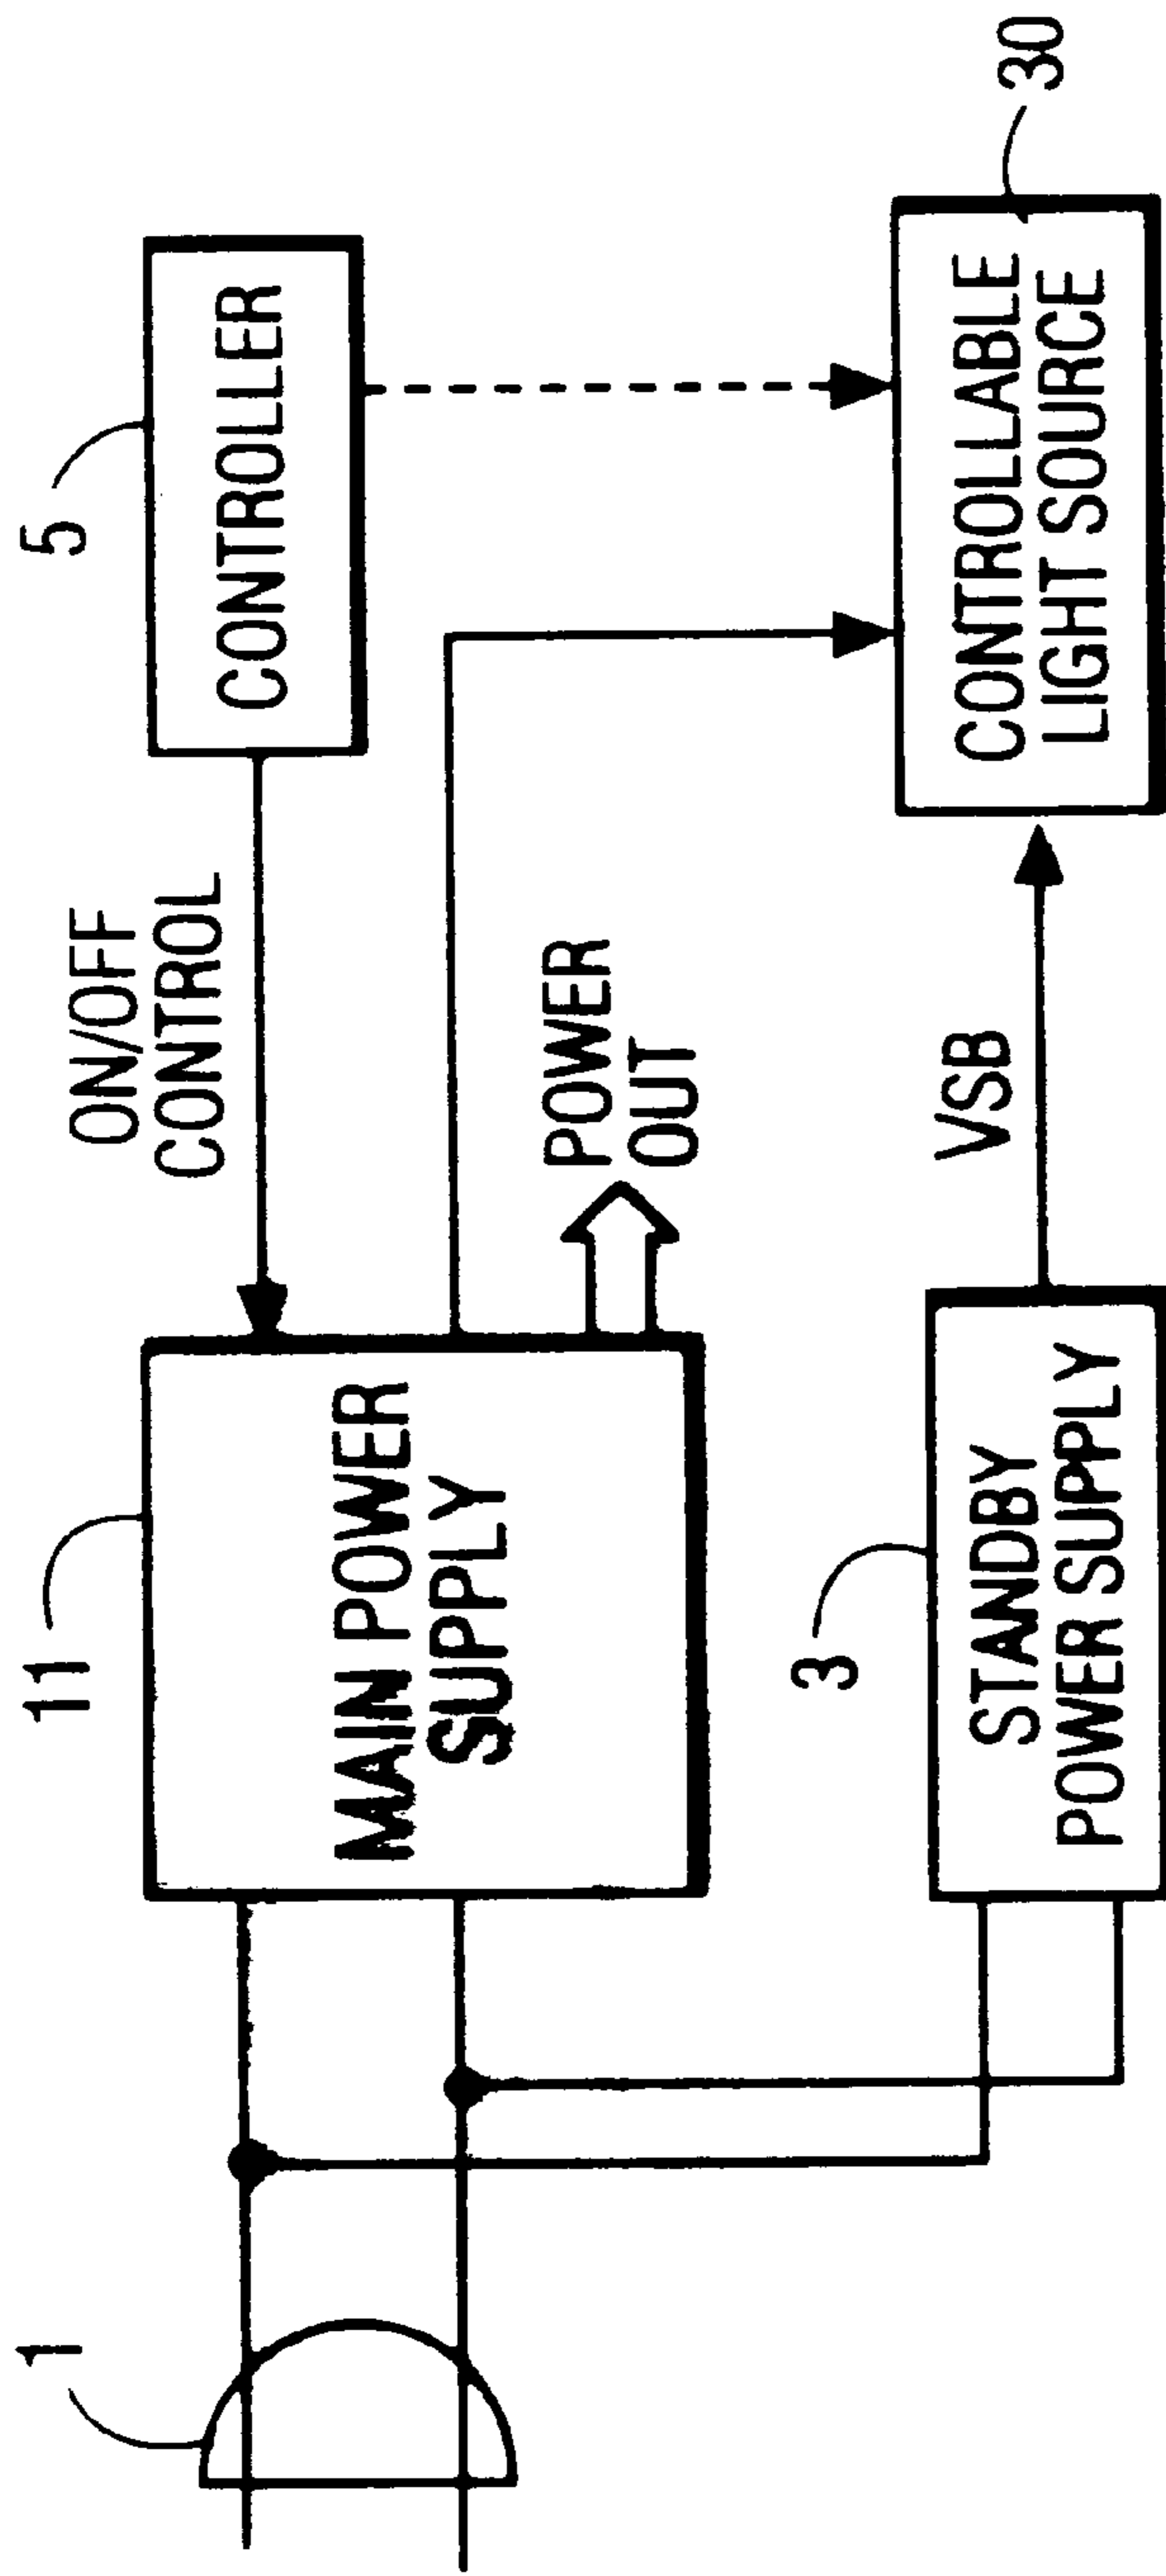 1
11
MAIN POWER
SUPPLY
ON/OFF
CONTROL
5
CONTROLLER
POWER
OUT
3
STANDBY
POWER SUPPLY
VSB
CONTROLLABLE
LIGHT SOURCE
30